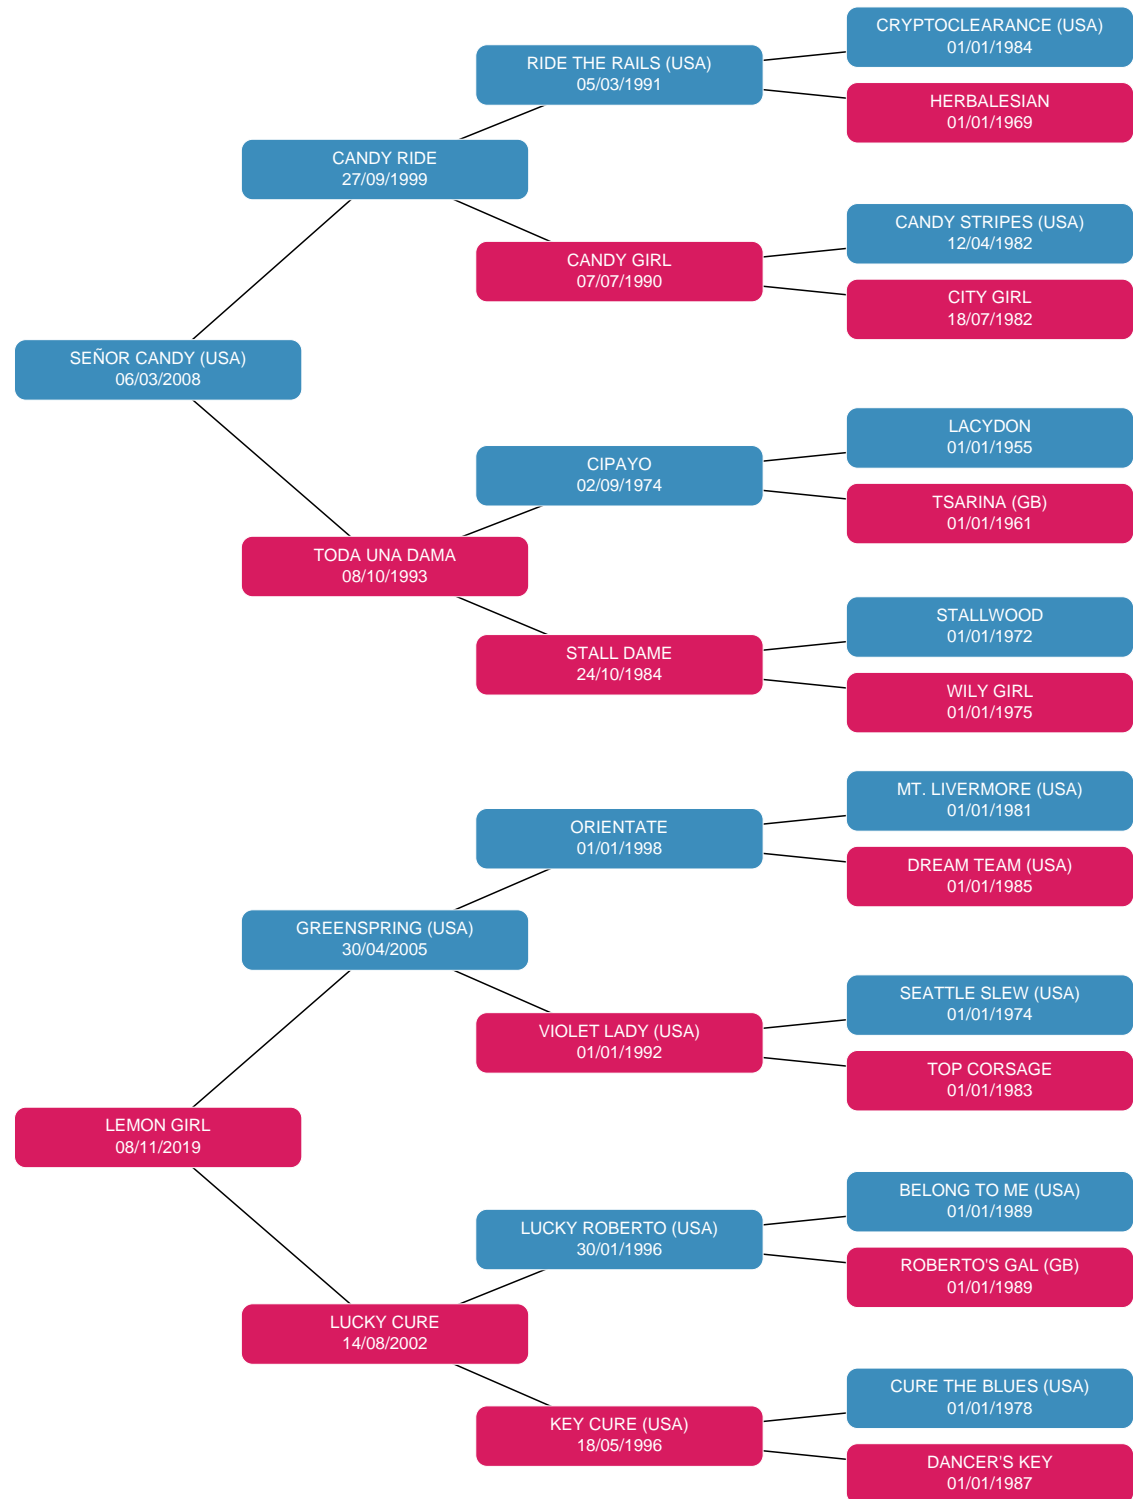 CRYPTOCLEARANCE (USA)
01/01/1984
RIDE THE RAILS (USA)
05/03/1991
HERBALESIAN
01/01/1969
CANDY RIDE
27/09/1999
CANDY STRIPES (USA)
12/04/1982
CANDY GIRL
07/07/1990
CITY GIRL
18/07/1982
SEÑOR CANDY (USA)
06/03/2008
LACYDON
01/01/1955
CIPAYO
02/09/1974
TSARINA (GB)
01/01/1961
TODA UNA DAMA
08/10/1993
STALLWOOD
01/01/1972
STALL DAME
24/10/1984
WILY GIRL
01/01/1975
MT. LIVERMORE (USA)
01/01/1981
ORIENTATE
01/01/1998
DREAM TEAM (USA)
01/01/1985
GREENSPRING (USA)
30/04/2005
SEATTLE SLEW (USA)
01/01/1974
VIOLET LADY (USA)
01/01/1992
TOP CORSAGE
01/01/1983
LEMON GIRL
08/11/2019
BELONG TO ME (USA)
01/01/1989
LUCKY ROBERTO (USA)
30/01/1996
ROBERTO'S GAL (GB)
01/01/1989
LUCKY CURE
14/08/2002
CURE THE BLUES (USA)
01/01/1978
KEY CURE (USA)
18/05/1996
DANCER'S KEY
01/01/1987